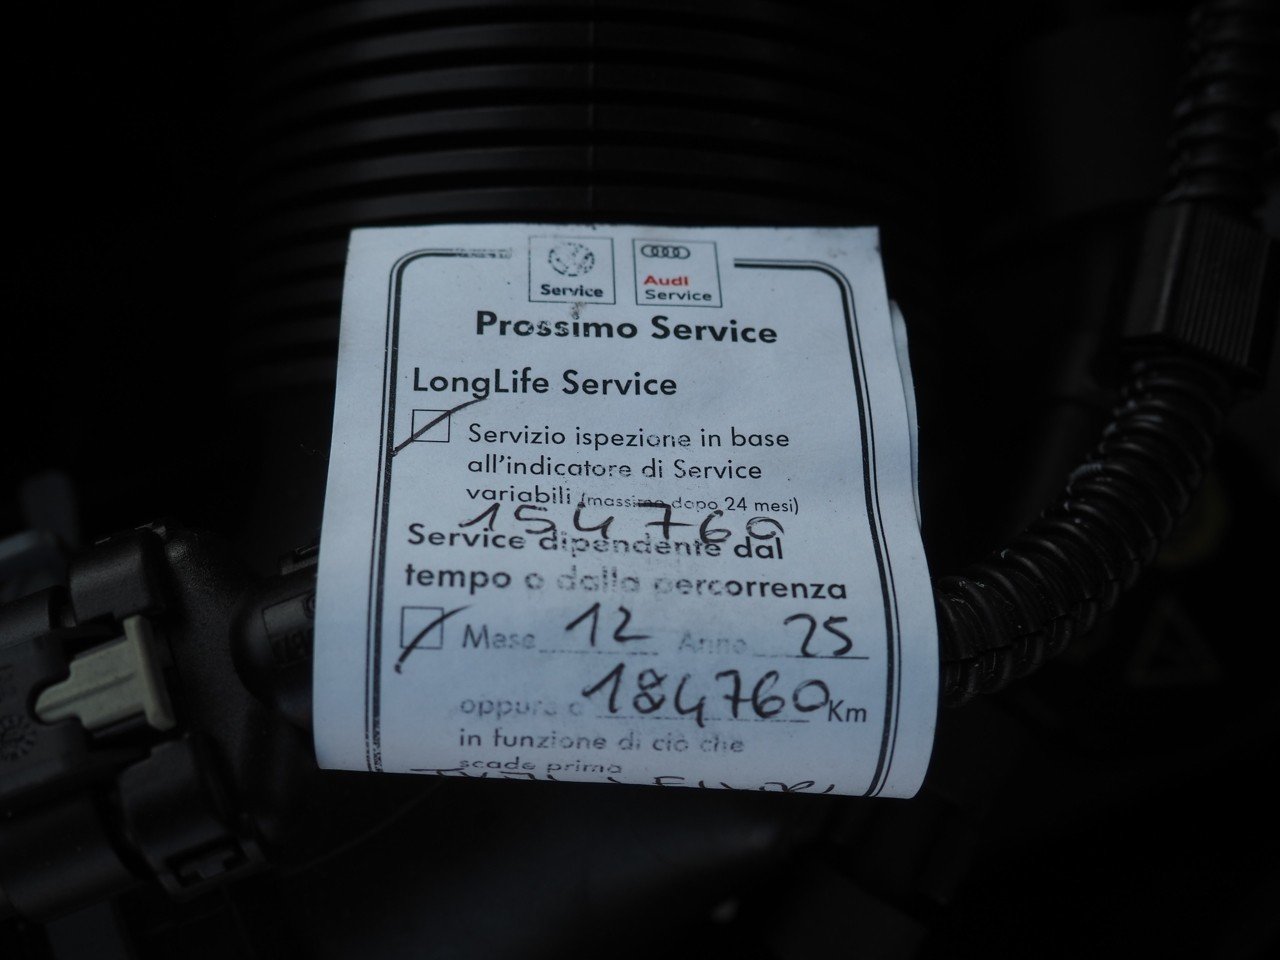 Service
Audi
Service
Prossimo Service
LongLife Service
Servizio ispezione in base
all'indicatore di Service
variabili (massimo dopo 24 mesi)
154760
Service dipendente dal
tempo o dalla percorrenza
Mese 12 Anno 25
oppure a 184760 Km
in funzione di ciò che
scade prima